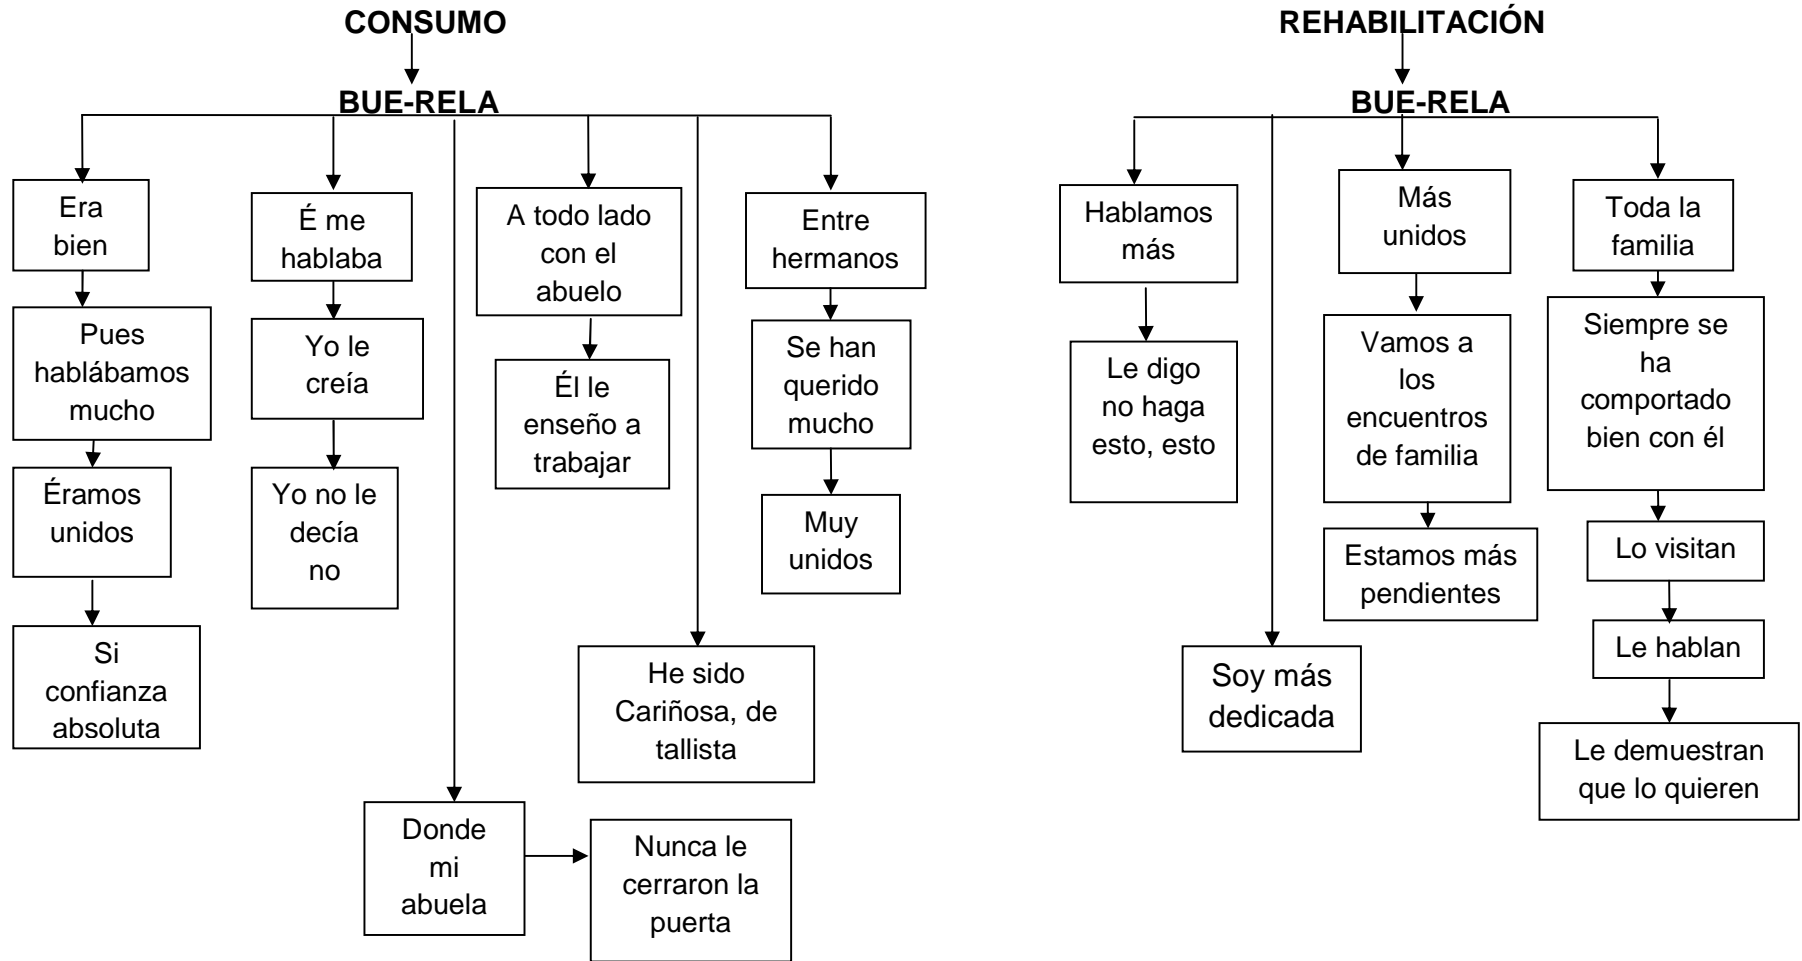 CONSUMO
BUE-RELA
Era
bien
Pues
hablábamos
mucho
Éramos
unidos
Si
confianza
absoluta
É me
hablaba
Yo le
creía
Yo no le
decía
no
Donde
mi
abuela
Nunca le
cerraron la
puerta
A todo lado
con el
abuelo
Él le
enseño a
trabajar
He sido
Cariñosa, de
tallista
Entre
hermanos
Se han
querido
mucho
Muy
unidos
REHABILITACIÓN
BUE-RELA
Hablamos
más
Le digo
no haga
esto, esto
Soy más
dedicada
Más
unidos
Vamos a
los
encuentros
de familia
Estamos más
pendientes
Toda la
familia
Siempre se
ha
comportado
bien con él
Lo visitan
Le hablan
Le demuestran
que lo quieren